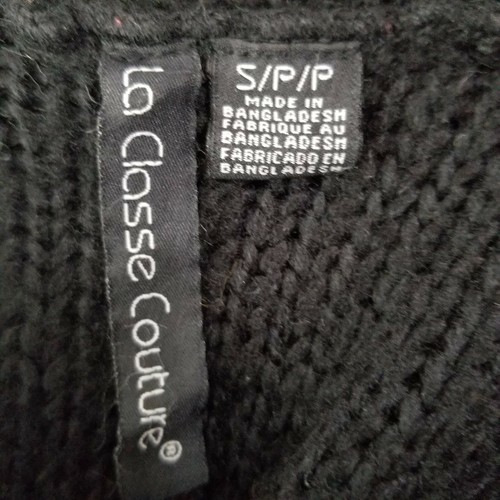 La Classe Couture®
S/P/P
MADE IN
BANGLADESH
FABRIQUE AU
BANGLADESH
FABRICADO EN
BANGLADESH